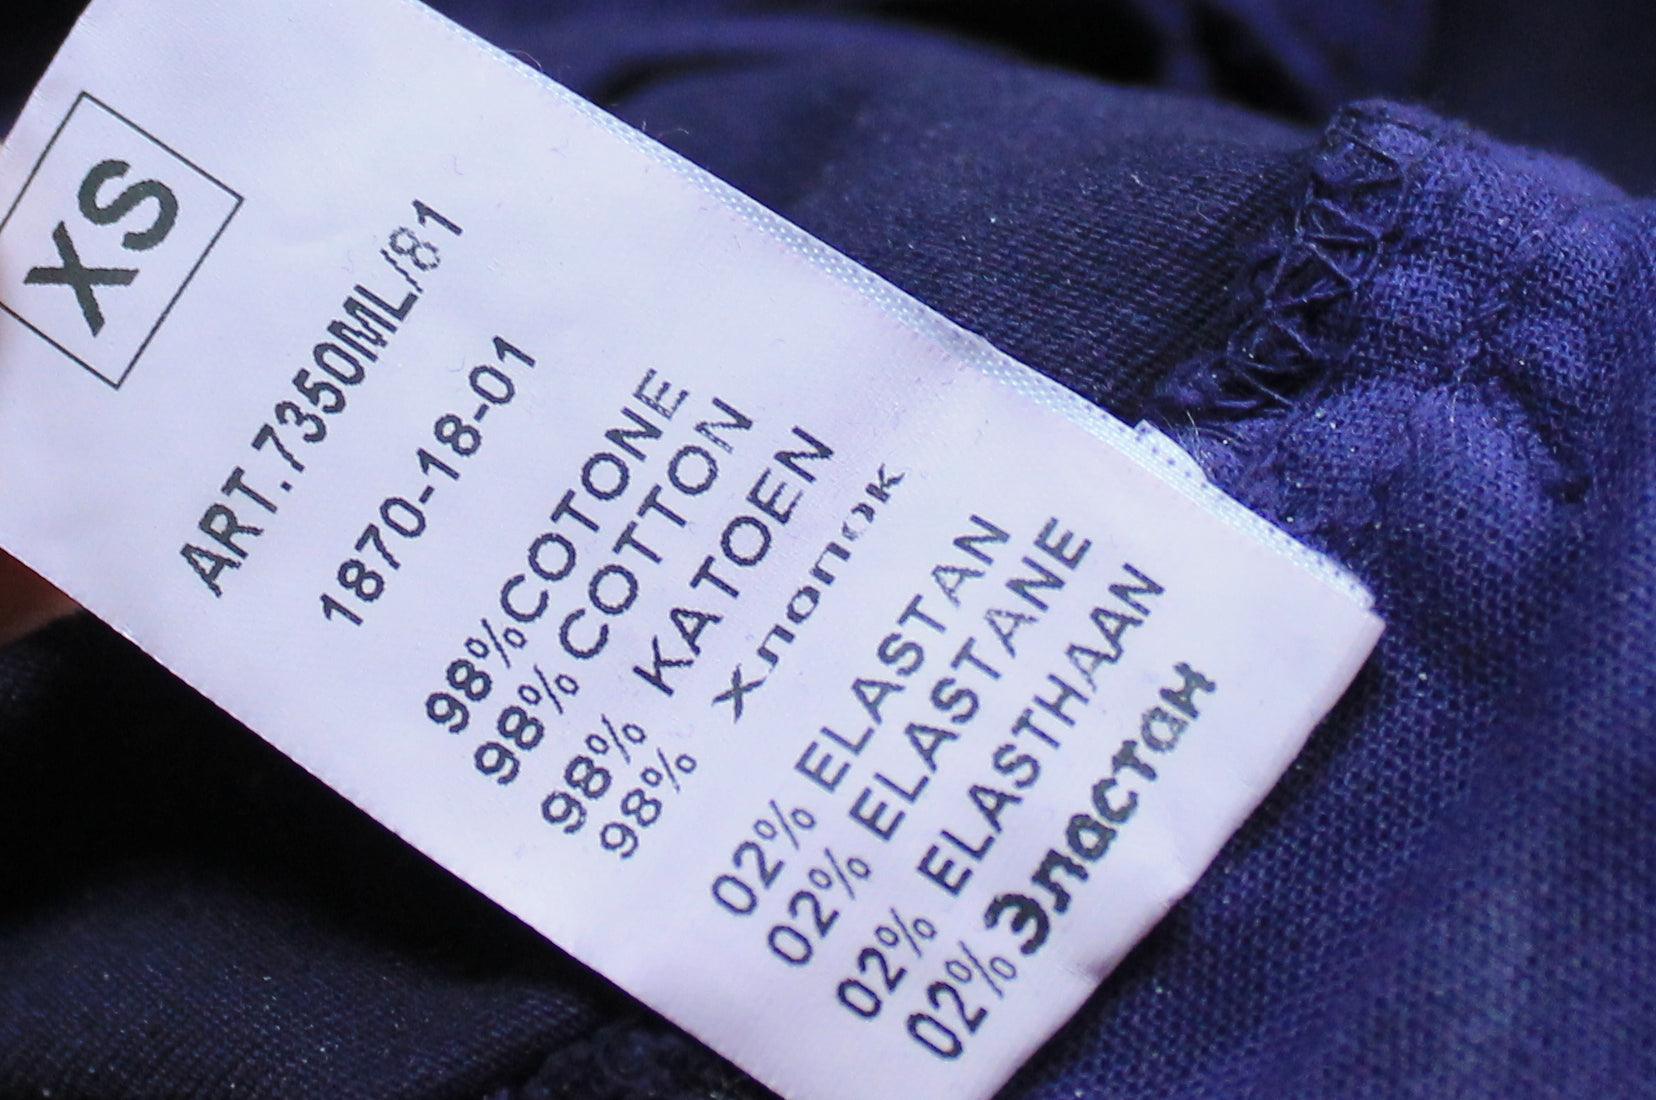 XS
ART.7350ML/81
1870-18-01
98%COTONE
98%COTTON
98% KATOEN
98% Хлопок
02% ELASTAN
02% ELASTANE
02% ELASTHAAN
02% Эластан